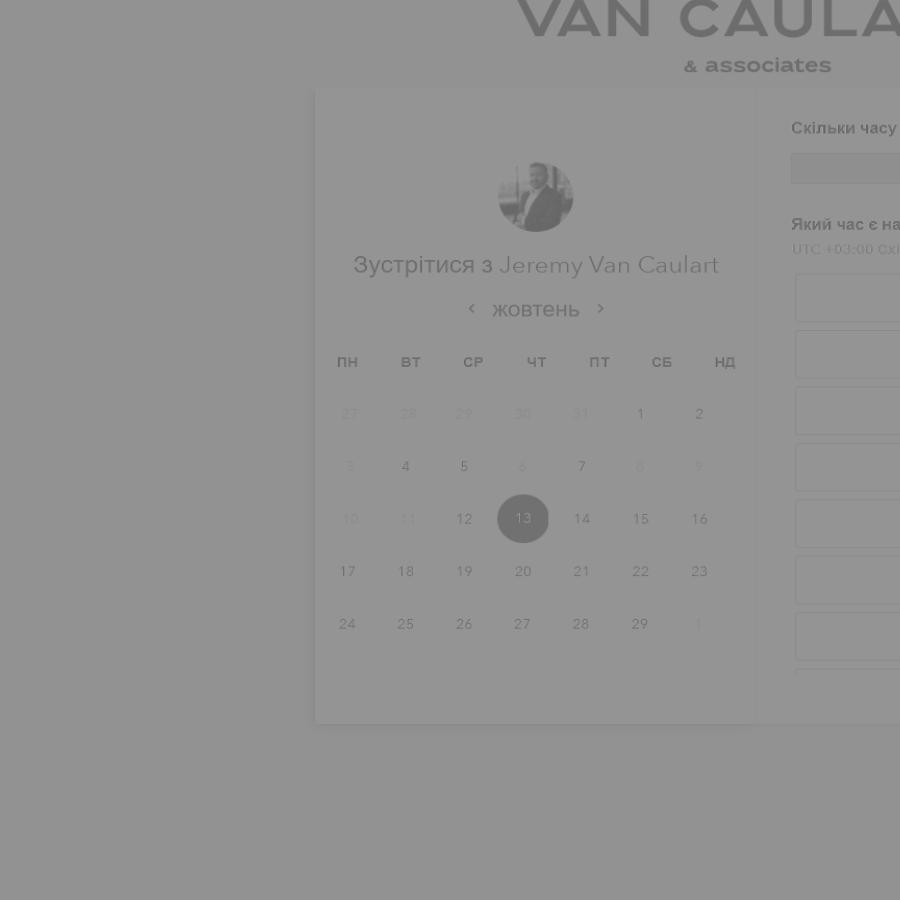 VAN CAULA
& associates
Зустрітися з Jeremy Van Caulart
жовтень
ПН ВТ СР ЧТ ПТ СБ НД
27 28 29 30 31 1 2
3 4 5 6 7 8 9
10 11 12 13 14 15 16
17 18 19 20 21 22 23
24 25 26 27 28 29 1
Скільки часу
Який час є на
UTC +03:00 Схі